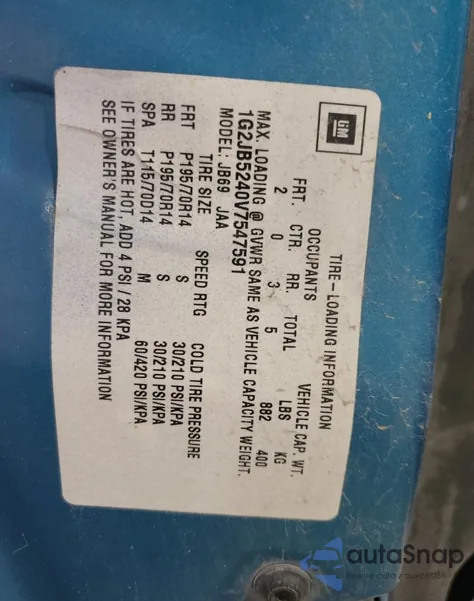 GM
TIRE-LOADING INFORMATION
OCCUPANTS VEHICLE CAP. WT.
FRT. CTR. RR. TOTAL LBS KG
2 0 3 5 882 400
MAX. LOADING @ GVWR SAME AS VEHICLE CAPACITY WEIGHT.
1G2JB5240V7547591
MODEL: JB69 JAA
TIRE SIZE SPEED RTG COLD TIRE PRESSURE
FRT P195/70R14 S 30/210 PSI/KPA
RR P195/70R14 S 30/210 PSI/KPA
SPA T115/70D14 M 60/420 PSI/KPA
IF TIRES ARE HOT, ADD 4 PSI/28 KPA
SEE OWNER'S MANUAL FOR MORE INFORMATION
autoSnap